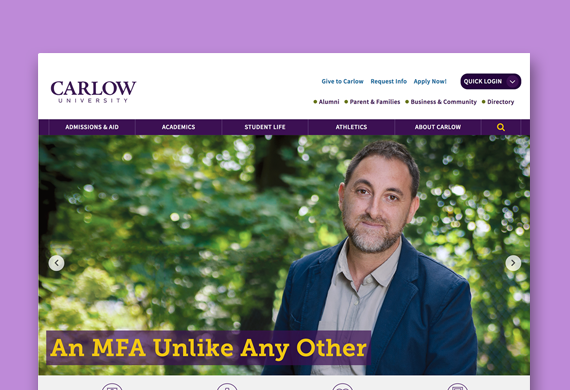 CARLOW
UNIVERSITY
Give to Carlow Request Info Apply Now! QUICK LOGIN
Alumni Parent & Families Business & Community Directory
ADMISSIONS & AID ACADEMICS STUDENT LIFE ATHLETICS ABOUT CARLOW
An MFA Unlike Any Other